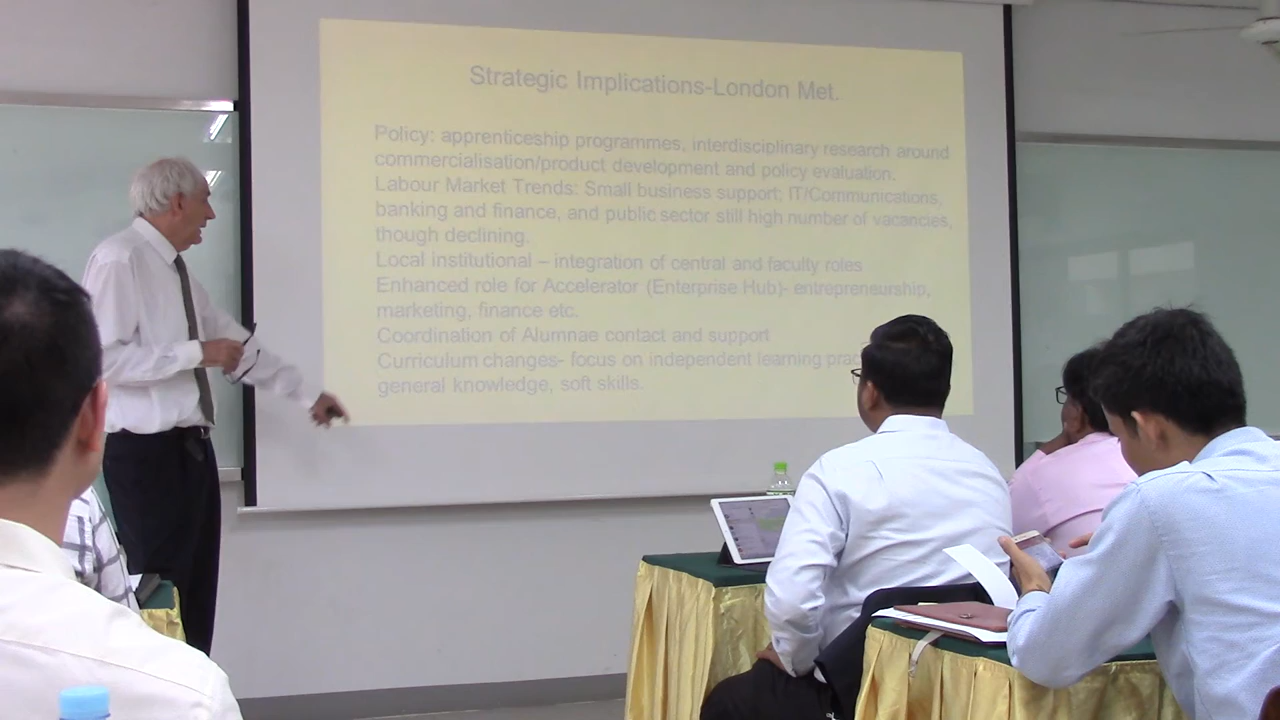 Strategic Implications-London Met.
Policy: apprenticeship programmes, interdisciplinary research around
commercialisation/product development and policy evaluation.
Labour Market Trends: Small business support; IT/Communications,
banking and finance, and public sector still high number of vacancies,
though declining.
Local institutional – integration of central and faculty roles
Enhanced role for Accelerator (Enterprise Hub)- entrepreneurship,
marketing, finance etc.
Coordination of Alumnae contact and support
Curriculum changes- focus on independent learning
general knowledge, soft skills.